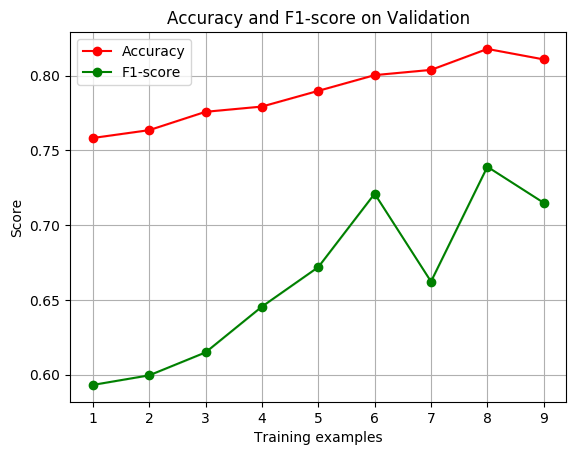 Accuracy and F1-score on Validation
Accuracy
F1-score
0.80
0.75
0.70
0.65
0.60
Score
1 2 3 4 5 6 7 8 9
Training examples